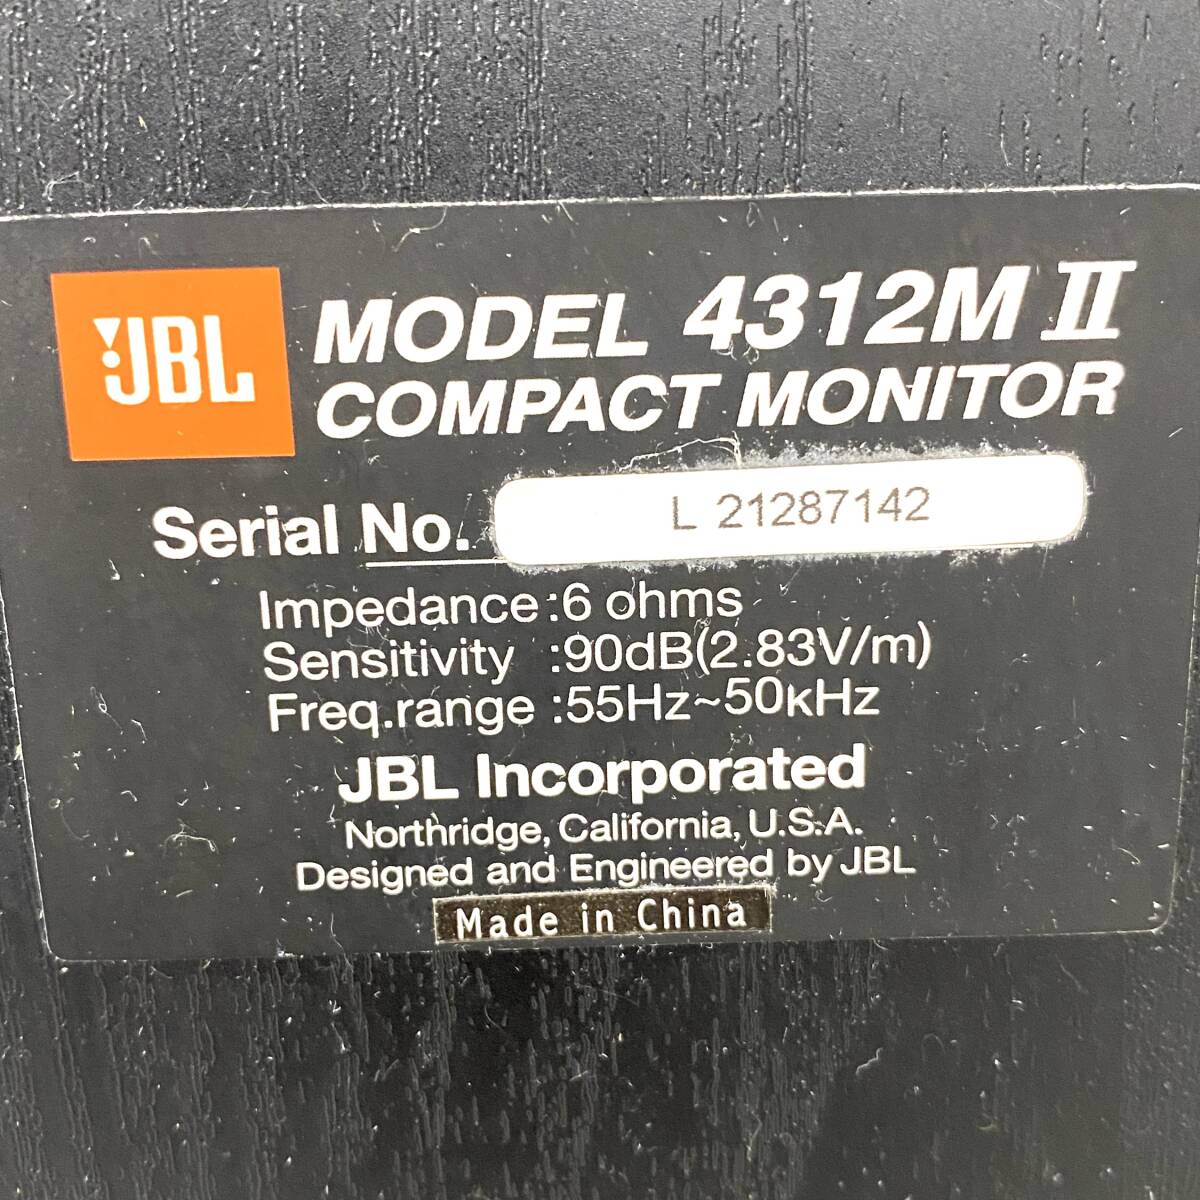 JBL
MODEL 4312M II
COMPACT MONITOR
Serial No. L 21287142
Impedance:6 ohms
Sensitivity :90dB(2.83V/m)
Freq.range :55Hz~50KHz
JBL Incorporated
Northridge, California, U.S.A.
Designed and Engineered by JBL
Made in China